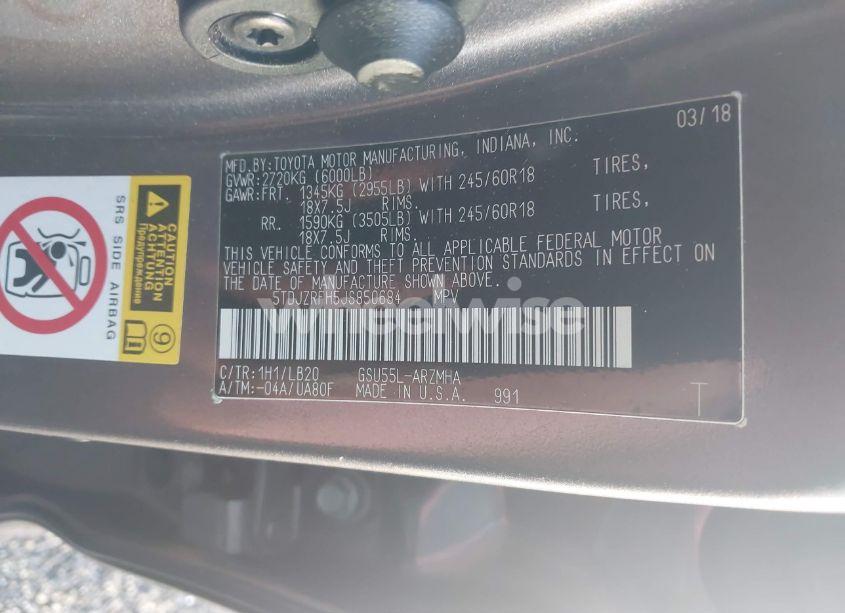 03/18
MFD.BY:TOYOTA MOTOR MANUFACTURING, INDIANA, INC.
GVWR:2720KG (6000LB)
GAWR:FRT. 1345KG (2955LB) WITH 245/60R18 TIRES,
18X7.5J RIMS.
RR. 1590KG (3505LB) WITH 245/60R18 TIRES,
18X7.5J RIMS.
THIS VEHICLE CONFORMS TO ALL APPLICABLE FEDERAL MOTOR
VEHICLE SAFETY AND THEFT PREVENTION STANDARDS IN EFFECT ON
THE DATE OF MANUFACTURE SHOWN ABOVE.
5TDJZRFH5JS850684 MPV
C/TR:1H1/LB20 GSU55L-ARZMHA
A/TM:-04A/UA80F MADE IN U.S.A. 991
T
SRS SIDE AIRBAG
CAUTION
ATTENTION
ACHTUNG
Предупреждение
9
wheelwise